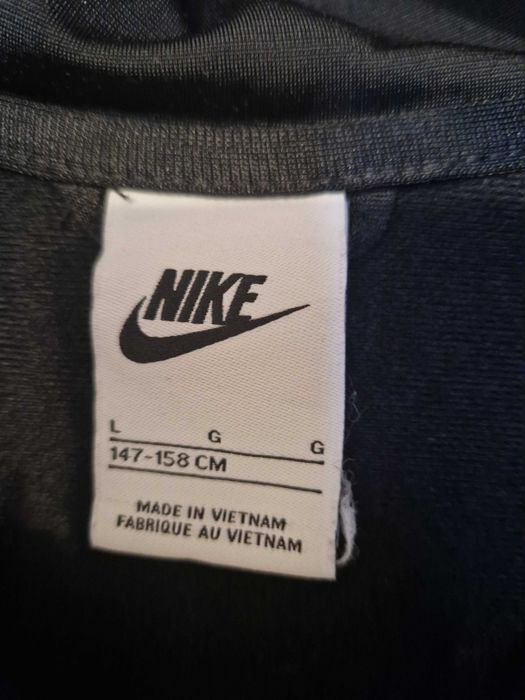 NIKE
L G G
147-158 CM
MADE IN VIETNAM
FABRIQUE AU VIETNAM